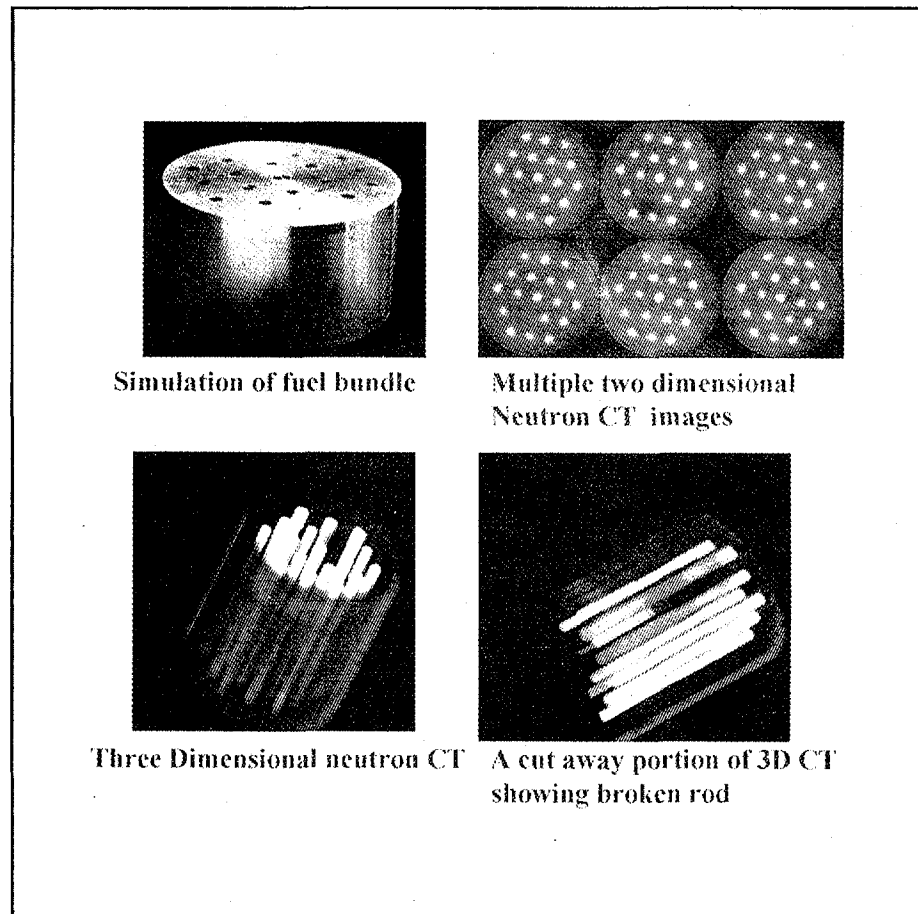 Simulation of fuel bundle
Multiple two dimensional
Neutron CT images
Three Dimensional neutron CT
A cut away portion of 3D CT
showing broken rod